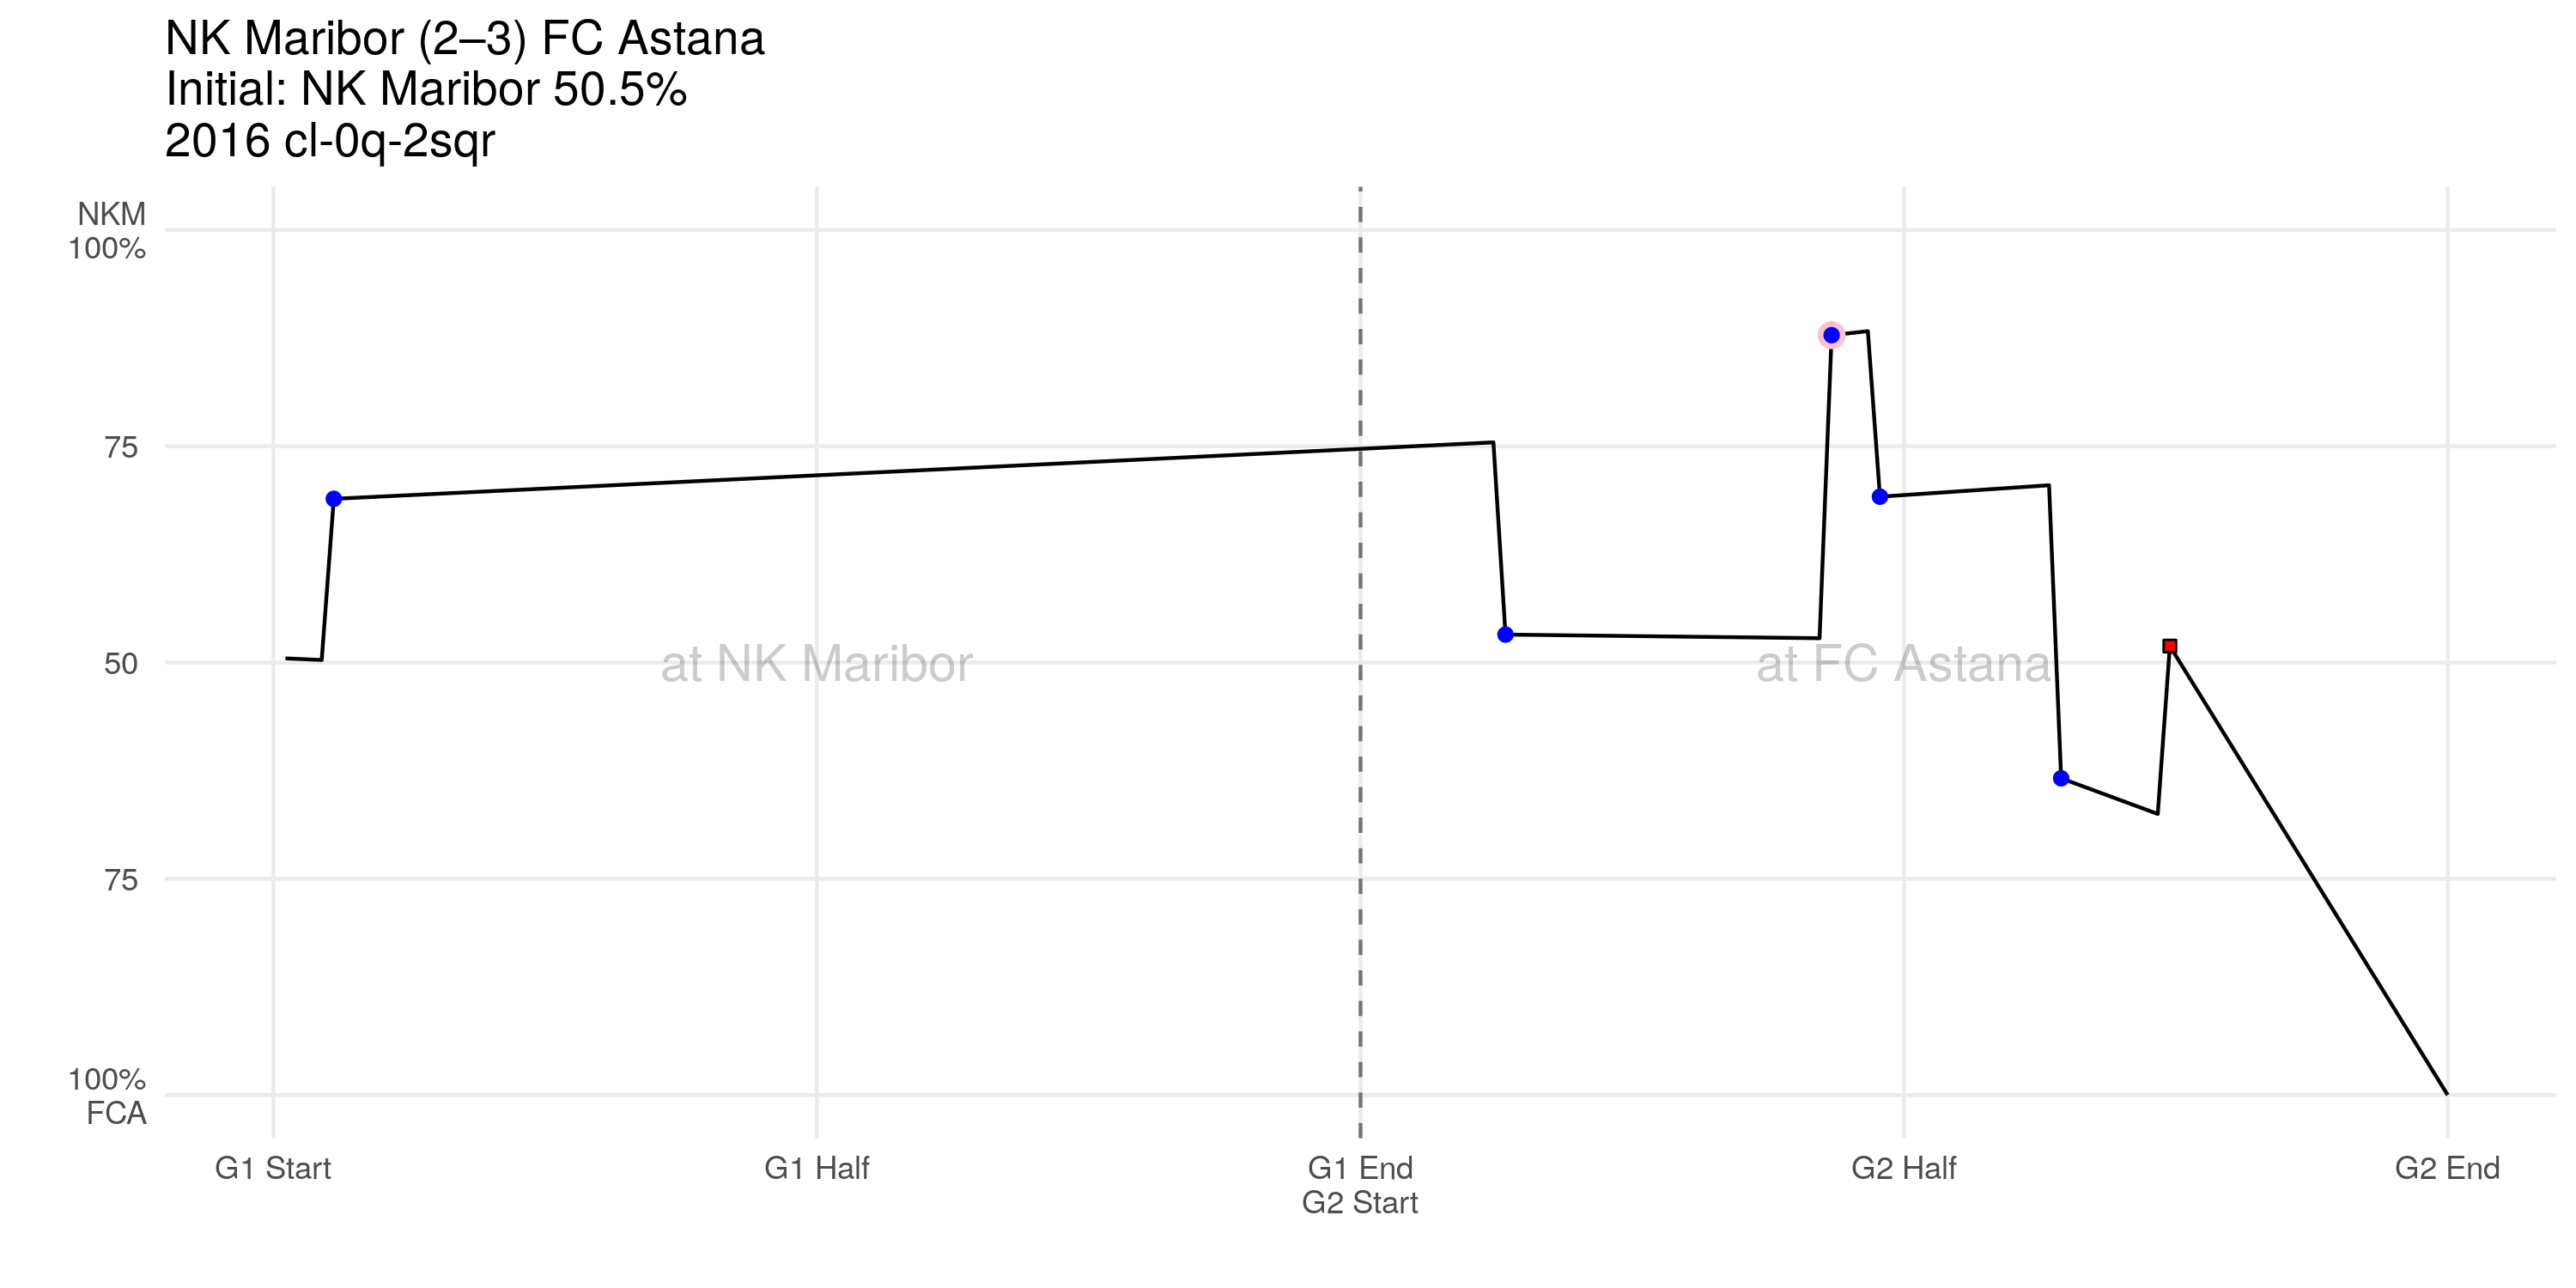 NK Maribor (2–3) FC Astana
Initial: NK Maribor 50.5%
2016 cl-0q-2sqr
NKM
100%
75
50
75
100%
FCA
at NK Maribor
at FC Astana
G1 Start
G1 Half
G1 End
G2 Start
G2 Half
G2 End